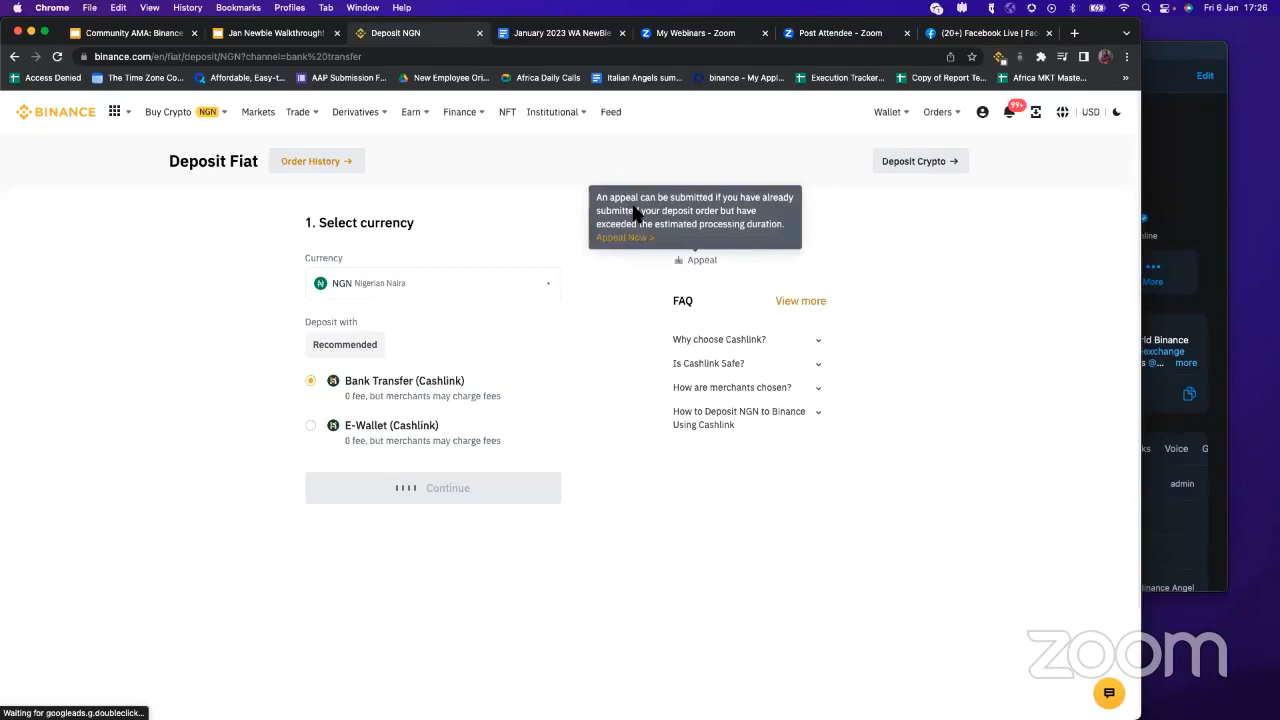 Chrome File Edit View History Bookmarks Profiles Tab Window Help
Fri 6 Jan 17:26
Community AMA: Binance
Jan Newbie Walkthrough!
Deposit NGN
January 2023 WA NewBie
My Webinars - Zoom
Post Attendee - Zoom
(20+) Facebook Live | Fac
binance.com/en/fiat/deposit/NGN?channel=bank%20transfer
Access Denied
The Time Zone Co...
Affordable, Easy-t...
AAP Submission F...
New Employee Ori...
Africa Daily Calls
Italian Angels sum...
binance - My Appl...
Execution Tracker...
Copy of Report Te...
Africa MKT Maste...
»
Edit
BINANCE
Buy Crypto NGN
Markets
Trade
Derivatives
Earn
Finance
NFT
Institutional
Feed
Wallet
Orders
99+
USD
Deposit Fiat
Order History →
Deposit Crypto →
An appeal can be submitted if you have already
submitted your deposit order but have
exceeded the estimated processing duration.
Appeal Now >
Appeal
1. Select currency
Currency
NGN Nigerian Naira
Deposit with
Recommended
Bank Transfer (Cashlink)
0 fee, but merchants may charge fees
E-Wallet (Cashlink)
0 fee, but merchants may charge fees
Continue
FAQ
View more
Why choose Cashlink?
Is Cashlink Safe?
How are merchants chosen?
How to Deposit NGN to Binance
Using Cashlink
nline
More
rld Binance
exchange
s @... more
ks Voice G
admin
inance Angel
zoom
Waiting for googleads.g.doubleclick...